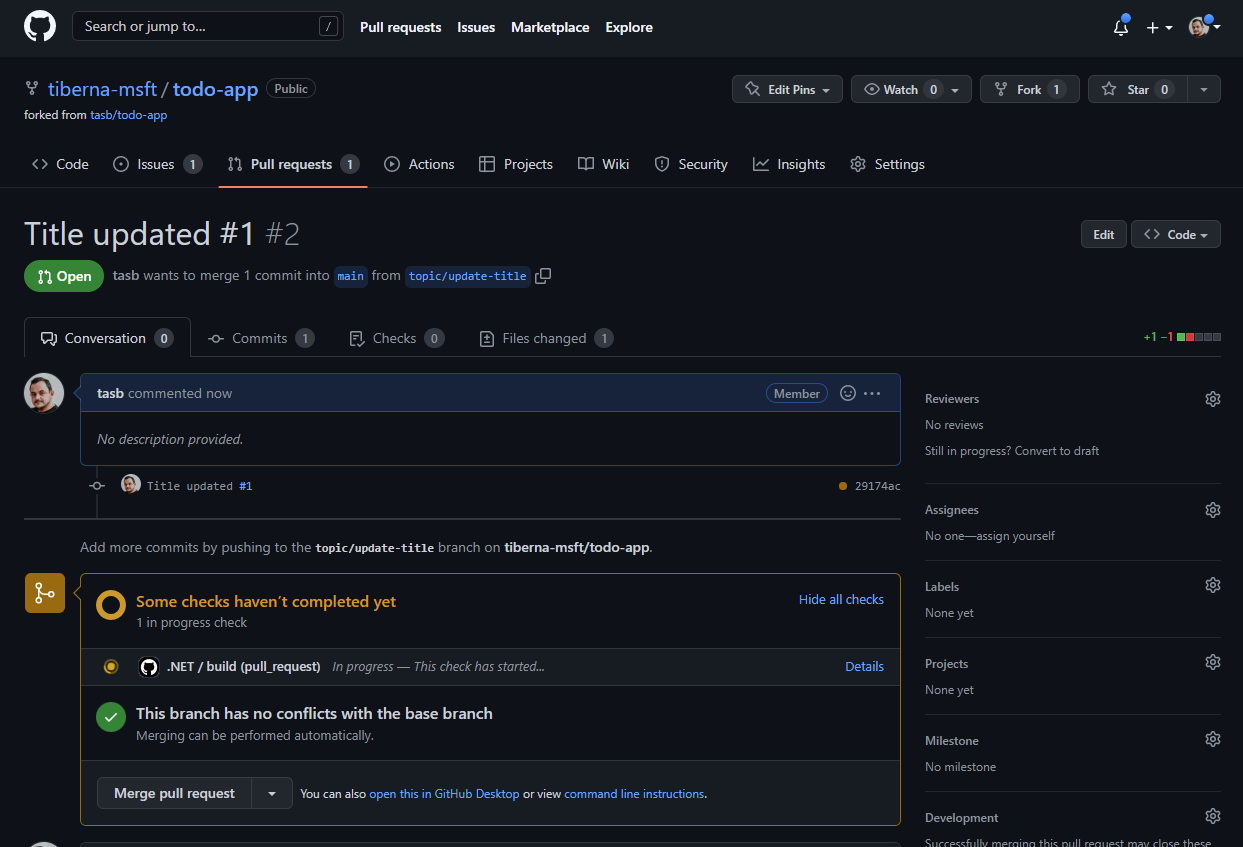 Search or jump to... /
Pull requests Issues Marketplace Explore
tiberna-msft / todo-app Public
Edit Pins Watch 0 Fork 1 Star 0
forked from tasb/todo-app
Code Issues 1 Pull requests 1 Actions Projects Wiki Security Insights Settings
Title updated #1 #2
Edit Code
Open tasb wants to merge 1 commit into main from topic/update-title
Conversation 0 Commits 1 Checks 0 Files changed 1 +1 −1
tasb commented now Member
No description provided.
Title updated #1 29174ac
Add more commits by pushing to the topic/update-title branch on tiberna-msft/todo-app.
Some checks haven't completed yet Hide all checks
1 in progress check
.NET / build (pull_request) In progress — This check has started... Details
This branch has no conflicts with the base branch
Merging can be performed automatically.
Merge pull request You can also open this in GitHub Desktop or view command line instructions.
Reviewers
No reviews
Still in progress? Convert to draft
Assignees
No one—assign yourself
Labels
None yet
Projects
None yet
Milestone
No milestone
Development
Successfully merging this pull request may close these